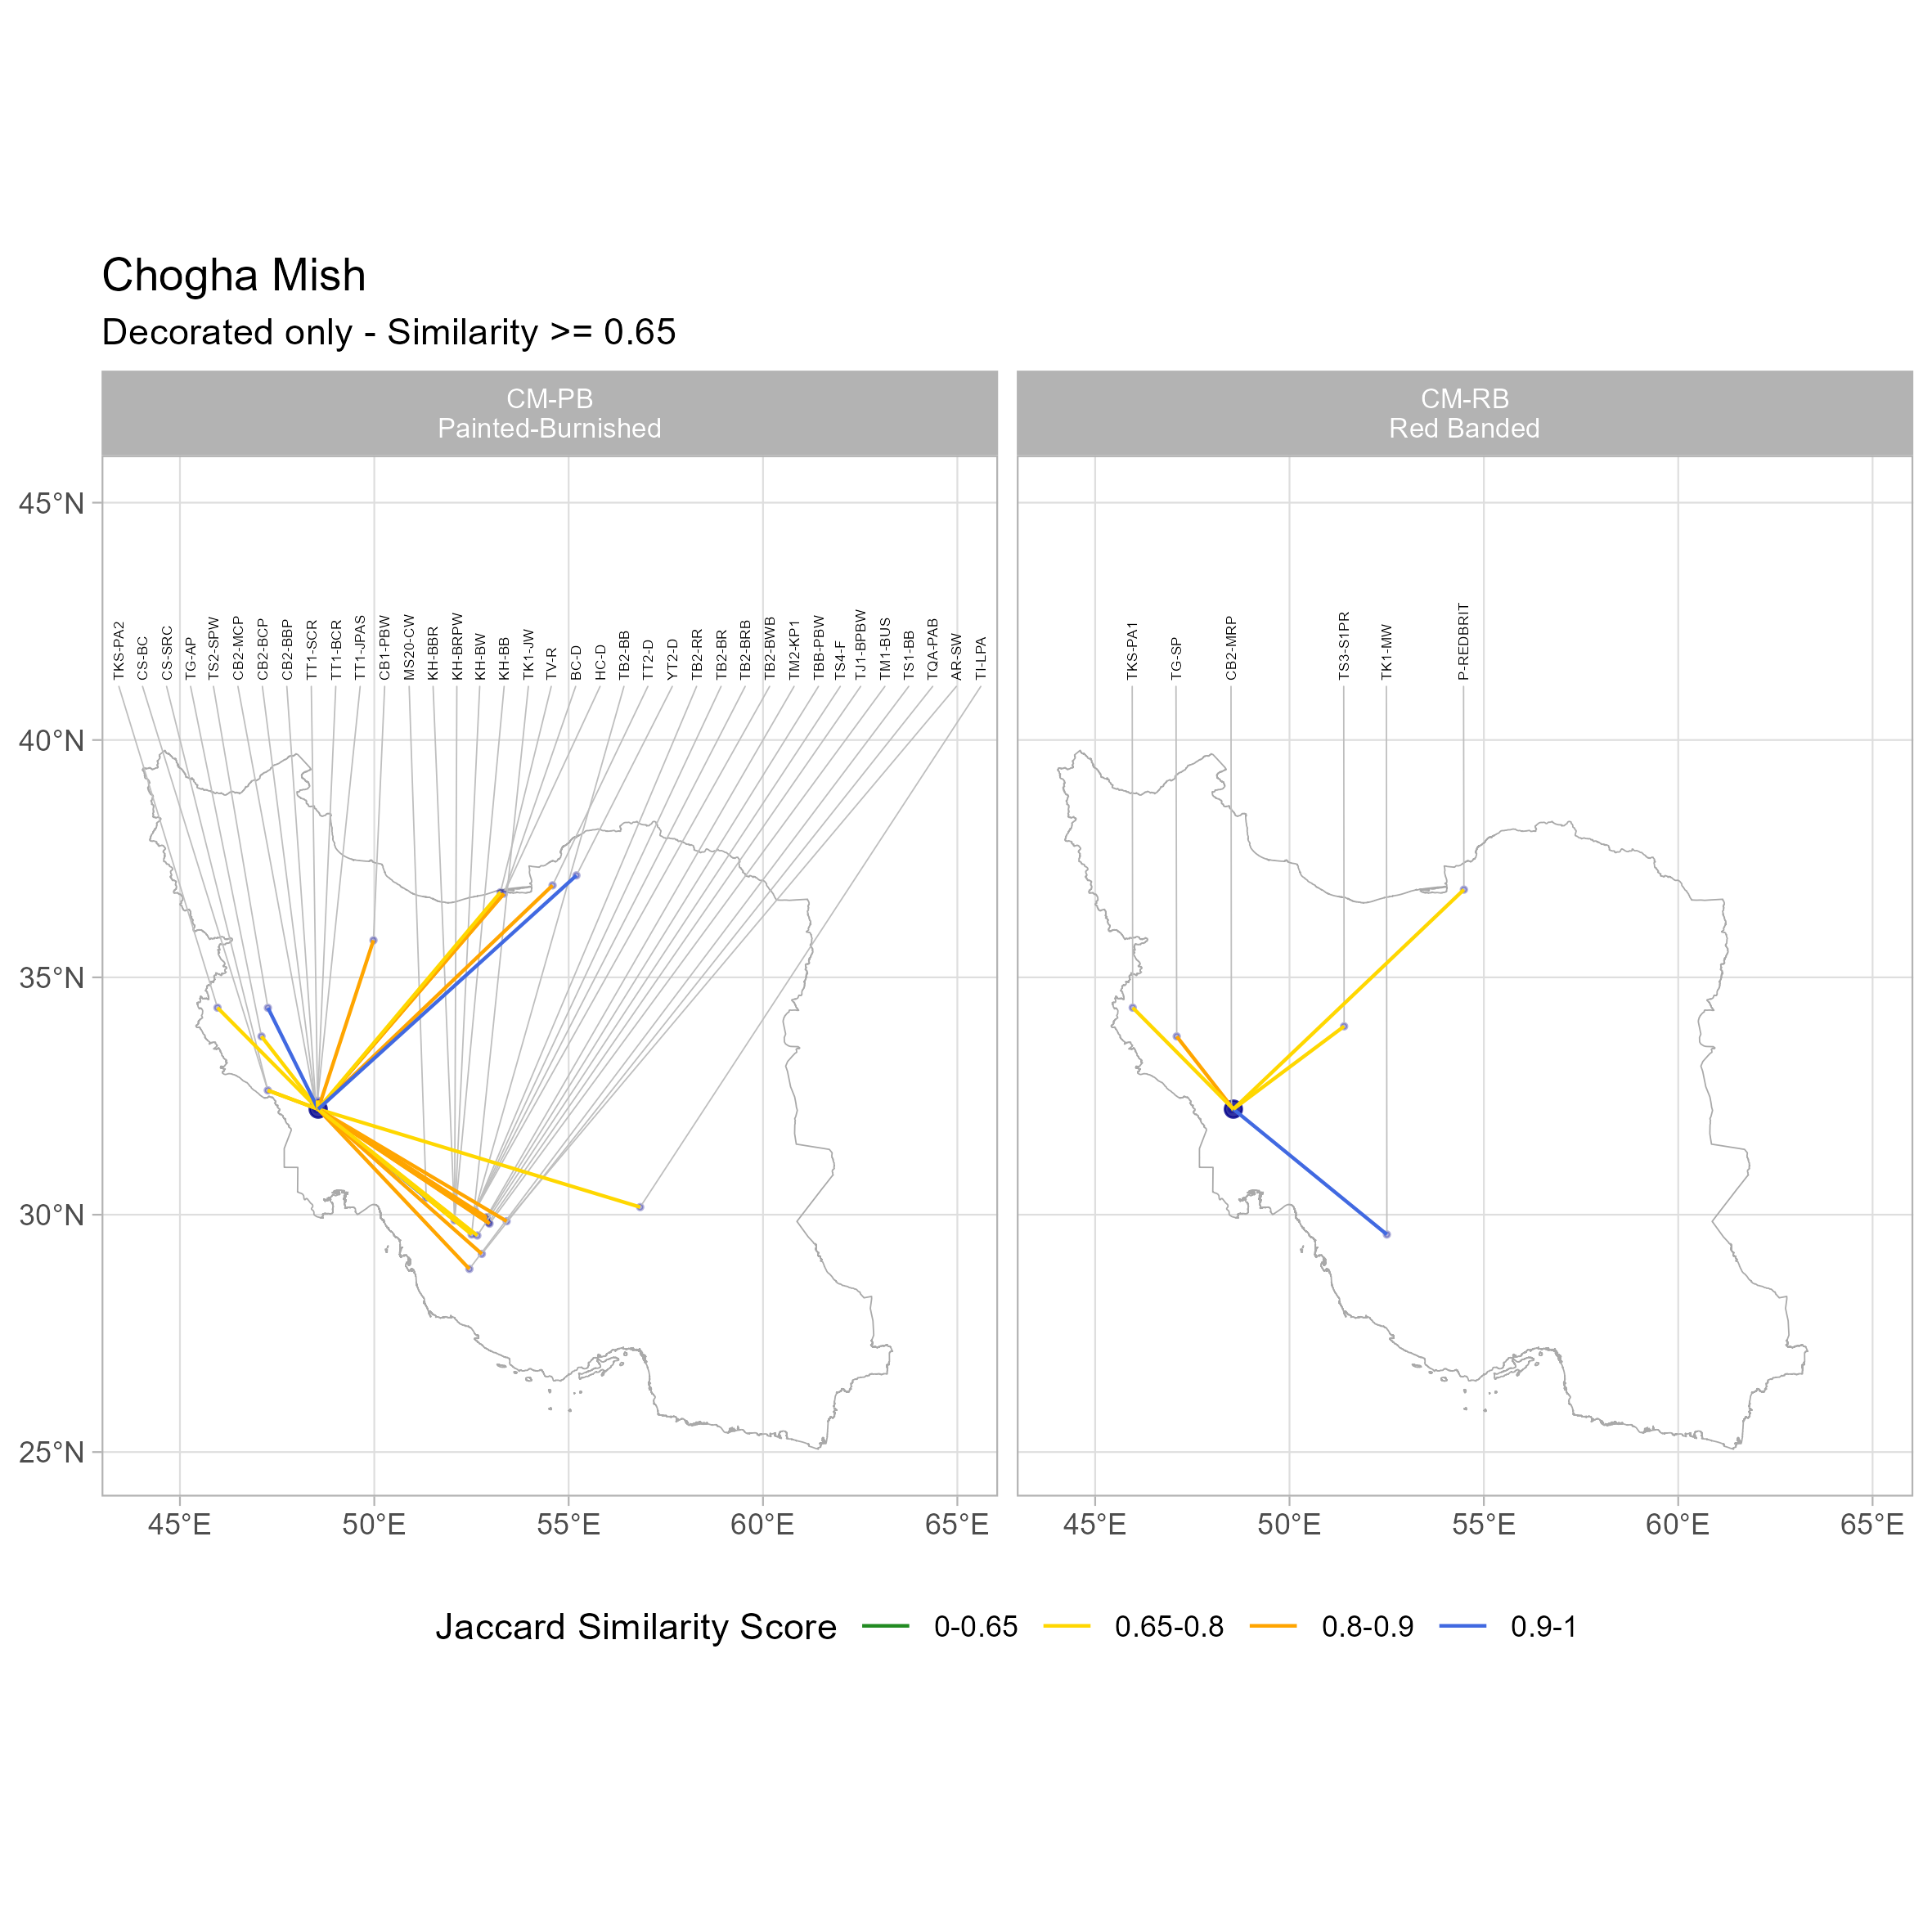 Chogha Mish
Decorated only - Similarity >= 0.65
CM-PB
Painted-Burnished
CM-RB
Red Banded
TKS-PA2
CS-BC
CS-SRC
TG-AP
TS2-SPW
CB2-MCP
CB2-BCP
CB2-BBP
TT1-SCR
TT1-BCR
TT1-JPAS
CB1-PBW
MS20-CW
KH-BBR
KH-BRPW
KH-BW
KH-BB
TK1-JW
TV-R
BC-D
HC-D
TB2-BB
TT2-D
YT2-D
TB2-RR
TB2-BR
TB2-BRB
TB2-BWB
TM2-KP1
TBB-PBW
TS4-F
TJ1-BPBW
TM1-BUS
TS1-BB
TQA-PAB
AR-SW
TI-LPA
TKS-PA1
TG-SP
CB2-MRP
TS3-S1PR
TK1-MW
P-REDBRIT
45°N
40°N
35°N
30°N
25°N
45°E
50°E
55°E
60°E
65°E
45°E
50°E
55°E
60°E
65°E
Jaccard Similarity Score
0-0.65
0.65-0.8
0.8-0.9
0.9-1